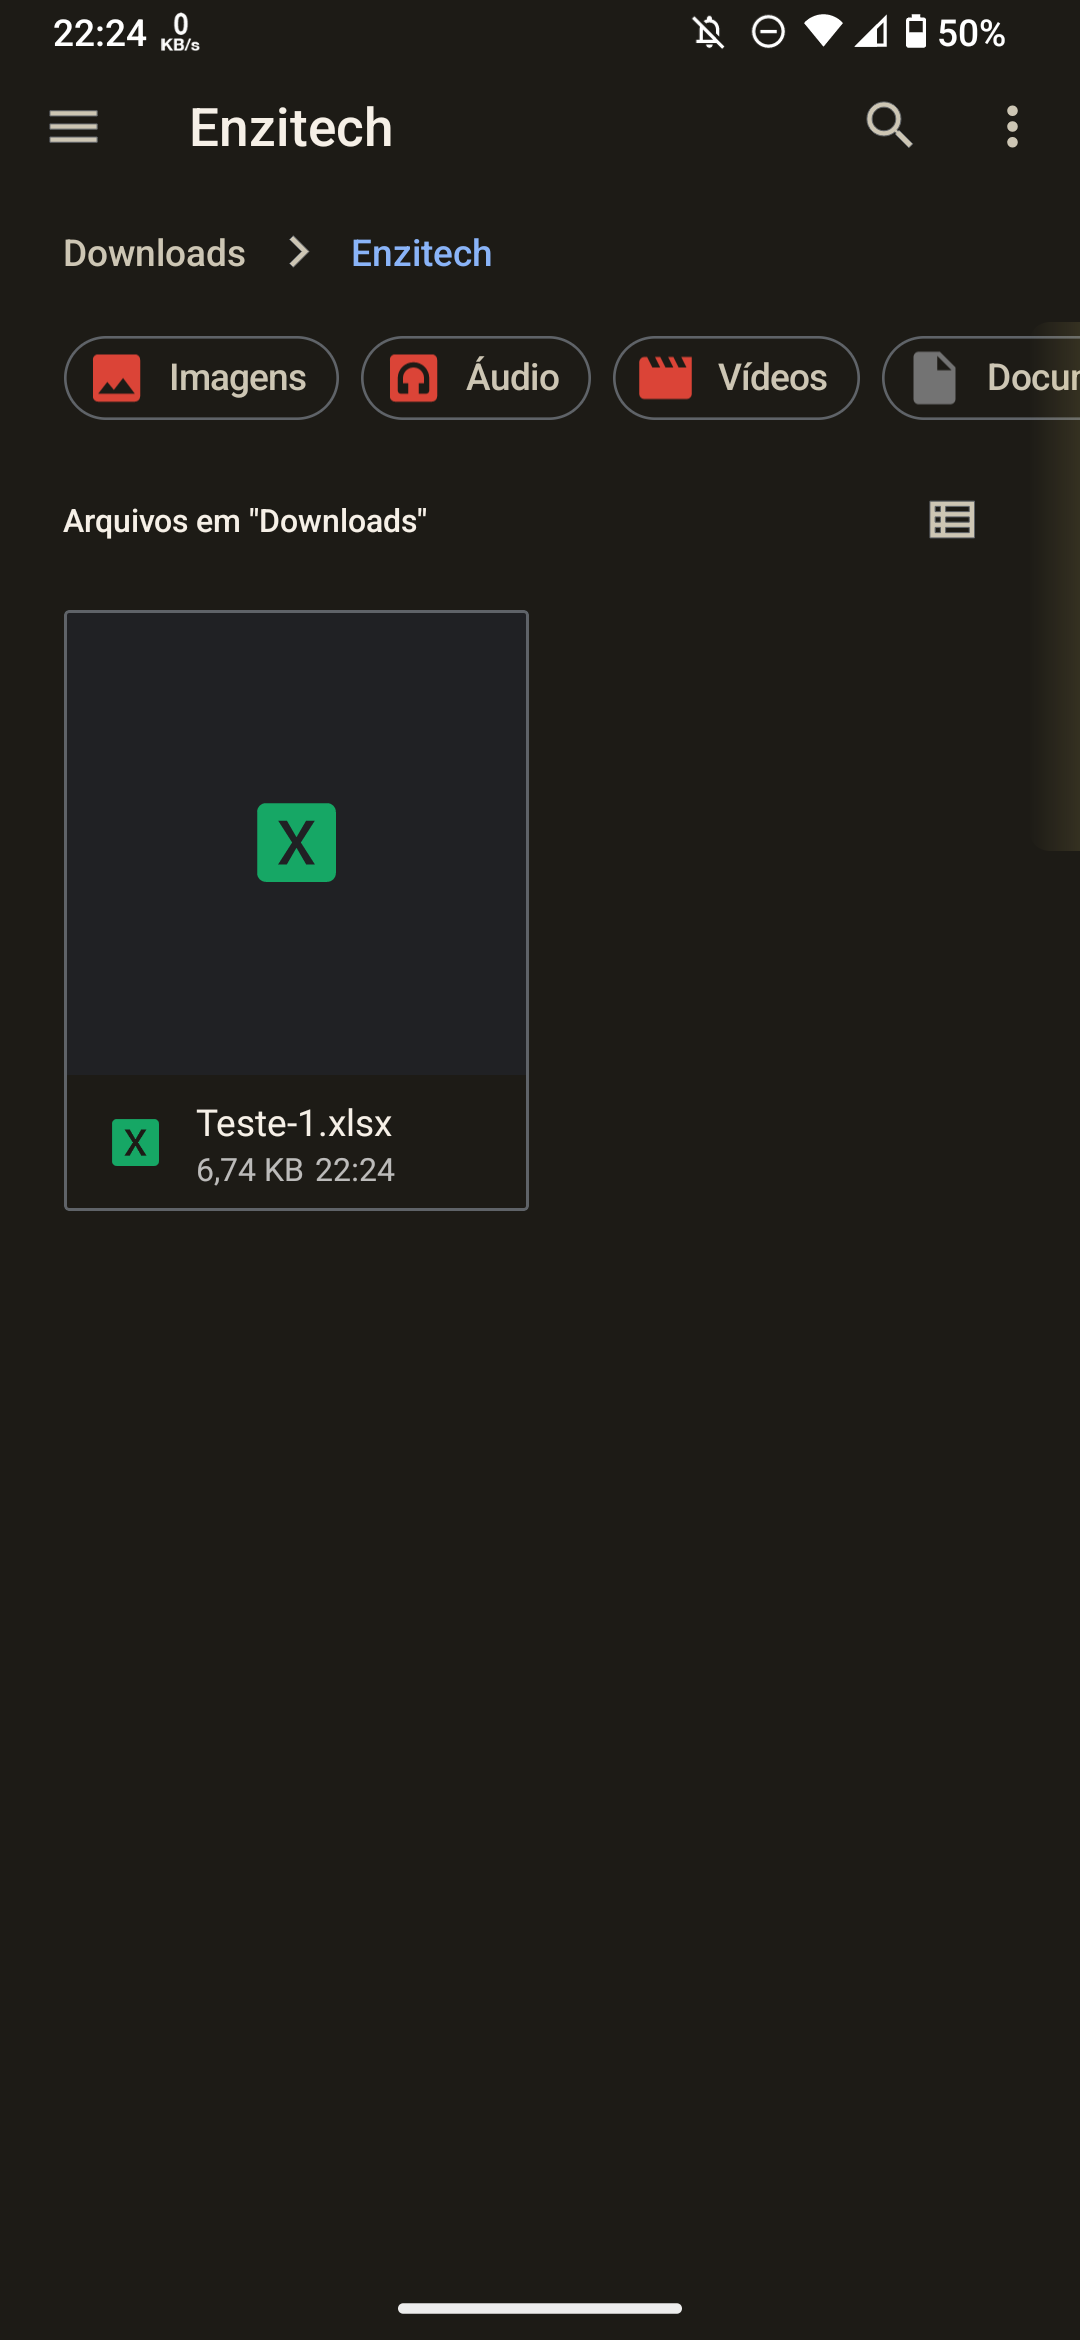 22:24 0 KB/s 50%
Enzitech
Downloads Enzitech
Imagens Áudio Vídeos Docu
Arquivos em "Downloads"
X
X Teste-1.xlsx
6,74 KB 22:24